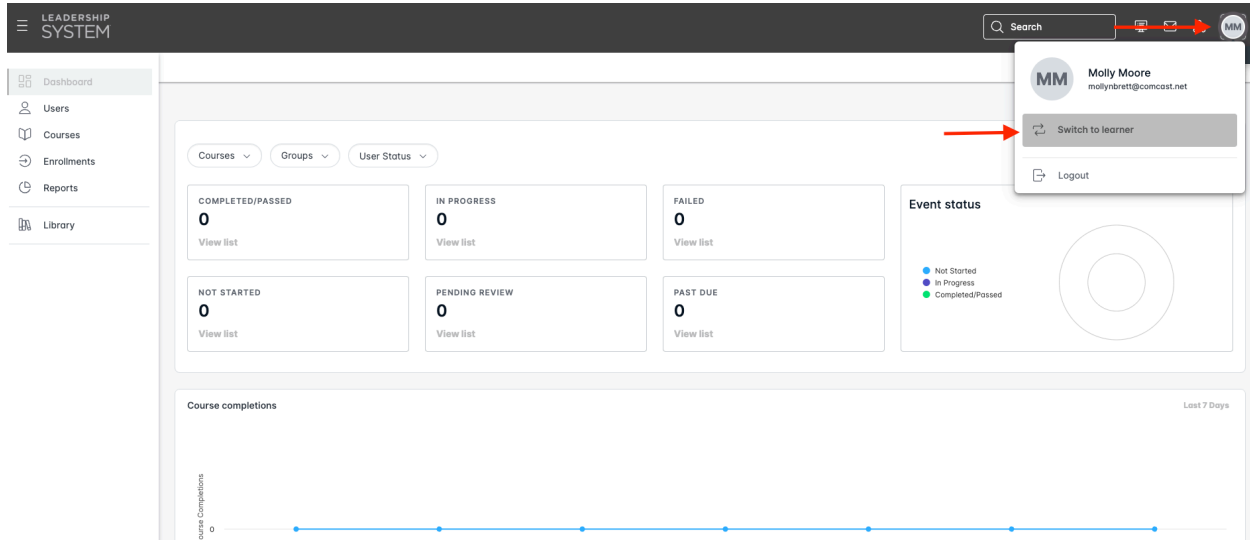 LEADERSHIP
SYSTEM
Search
MM
Molly Moore
mollynbrett@comcast.net
MM
Switch to learner
Logout
Dashboard
Users
Courses
Enrollments
Reports
Library
Courses
Groups
User Status
COMPLETED/PASSED
0
View list
IN PROGRESS
0
View list
FAILED
0
View list
NOT STARTED
0
View list
PENDING REVIEW
0
View list
PAST DUE
0
View list
Event status
Not Started
In Progress
Completed/Passed
Course completions
Last 7 Days
Completions
0